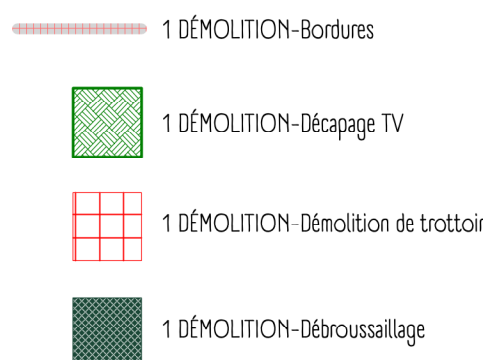 1 DÉMOLITION-Bordures
1 DÉMOLITION-Décapage TV
1 DÉMOLITION-Démolition de trottoir
1 DÉMOLITION-Débroussaillage